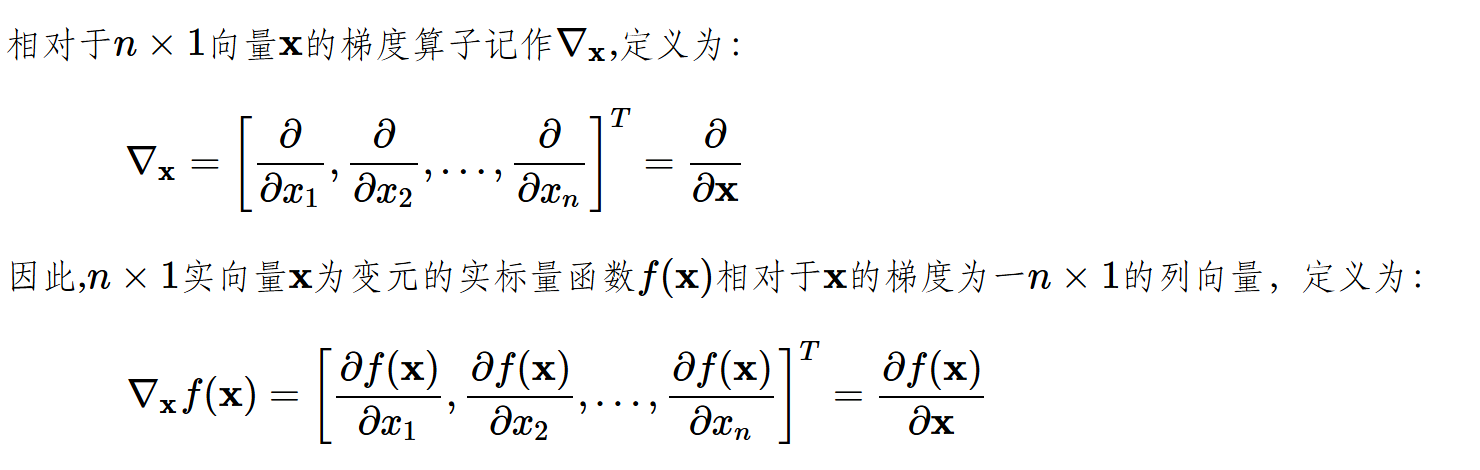 相对于n × 1向量x的梯度算子记作∇ₓ,定义为：
∇ₓ = [∂/∂x₁, ∂/∂x₂, ..., ∂/∂xₙ]ᵀ = ∂/∂x
因此,n × 1实向量x为变元的实标量函数f(x)相对于x的梯度为一n × 1的列向量，定义为：
∇ₓf(x) = [∂f(x)/∂x₁, ∂f(x)/∂x₂, ..., ∂f(x)/∂xₙ]ᵀ = ∂f(x)/∂x